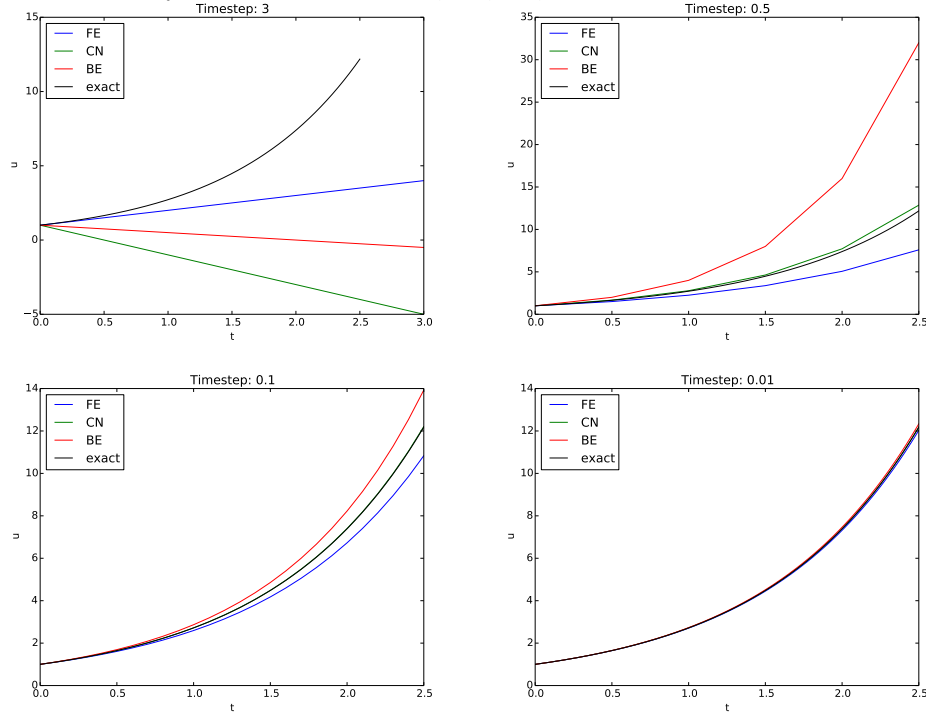 Timestep: 3
15
10
5
0
−5
0.0 0.5 1.0 1.5 2.0 2.5 3.0
u
t
FE
CN
BE
exact
Timestep: 0.5
35
30
25
20
15
10
5
0
0.0 0.5 1.0 1.5 2.0 2.5
u
t
FE
CN
BE
exact
Timestep: 0.1
14
12
10
8
6
4
2
0
0.0 0.5 1.0 1.5 2.0 2.5
u
t
FE
CN
BE
exact
Timestep: 0.01
14
12
10
8
6
4
2
0
0.0 0.5 1.0 1.5 2.0 2.5
u
t
FE
CN
BE
exact